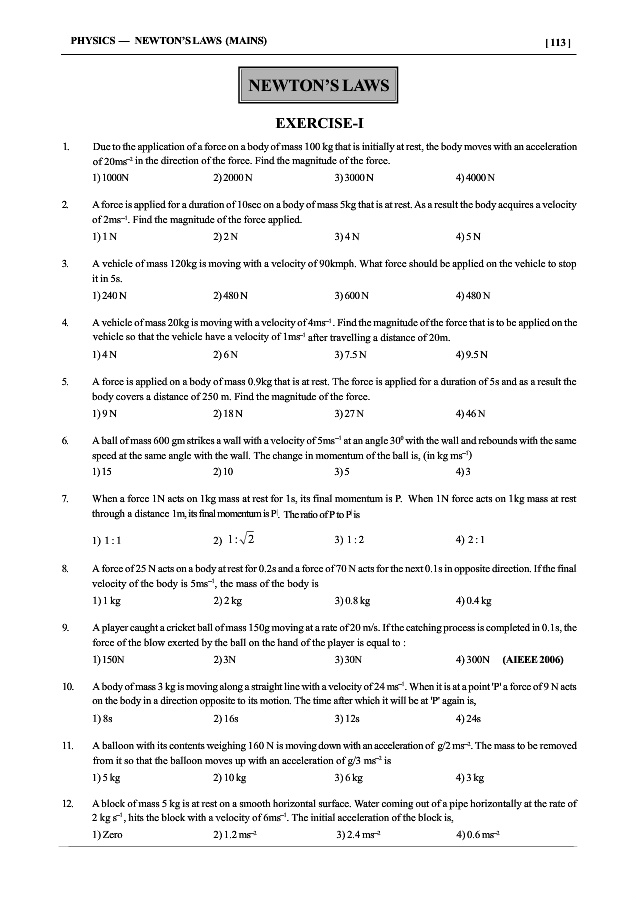 PHYSICS — NEWTON'S LAWS (MAINS) [ 113 ]
NEWTON'S LAWS
EXERCISE-I
1. Due to the application of a force on a body of mass 100 kg that is initially at rest, the body moves with an acceleration
of 20ms⁻² in the direction of the force. Find the magnitude of the force.
1) 1000N 2) 2000 N 3) 3000 N 4) 4000 N
2. A force is applied for a duration of 10sec on a body of mass 5kg that is at rest. As a result the body acquires a velocity
of 2ms⁻¹. Find the magnitude of the force applied.
1) 1 N 2) 2 N 3) 4 N 4) 5 N
3. A vehicle of mass 120kg is moving with a velocity of 90kmph. What force should be applied on the vehicle to stop
it in 5s.
1) 240 N 2) 480 N 3) 600 N 4) 480 N
4. A vehicle of mass 20kg is moving with a velocity of 4ms⁻¹. Find the magnitude of the force that is to be applied on the
vehicle so that the vehicle have a velocity of 1ms⁻¹ after travelling a distance of 20m.
1) 4 N 2) 6 N 3) 7.5 N 4) 9.5 N
5. A force is applied on a body of mass 0.9kg that is at rest. The force is applied for a duration of 5s and as a result the
body covers a distance of 250 m. Find the magnitude of the force.
1) 9 N 2) 18 N 3) 27 N 4) 46 N
6. A ball of mass 600 gm strikes a wall with a velocity of 5ms⁻¹ at an angle 30⁰ with the wall and rebounds with the same
speed at the same angle with the wall. The change in momentum of the ball is, (in kg ms⁻¹)
1) 15 2) 10 3) 5 4) 3
7. When a force 1N acts on 1kg mass at rest for 1s, its final momentum is P. When 1N force acts on 1kg mass at rest
through a distance 1m, its final momentum is P|. The ratio of P to P| is
1) 1 : 1 2) 1 : √2 3) 1 : 2 4) 2 : 1
8. A force of 25 N acts on a body at rest for 0.2s and a force of 70 N acts for the next 0.1s in opposite direction. If the final
velocity of the body is 5ms⁻¹, the mass of the body is
1) 1 kg 2) 2 kg 3) 0.8 kg 4) 0.4 kg
9. A player caught a cricket ball of mass 150g moving at a rate of 20 m/s. If the catching process is completed in 0.1s, the
force of the blow exerted by the ball on the hand of the player is equal to :
1) 150N 2) 3N 3) 30N 4) 300N (AIEEE 2006)
10. A body of mass 3 kg is moving along a straight line with a velocity of 24 ms⁻¹. When it is at a point 'P' a force of 9 N acts
on the body in a direction opposite to its motion. The time after which it will be at 'P' again is,
1) 8s 2) 16s 3) 12s 4) 24s
11. A balloon with its contents weighing 160 N is moving down with an acceleration of g/2 ms⁻². The mass to be removed
from it so that the balloon moves up with an acceleration of g/3 ms⁻² is
1) 5 kg 2) 10 kg 3) 6 kg 4) 3 kg
12. A block of mass 5 kg is at rest on a smooth horizontal surface. Water coming out of a pipe horizontally at the rate of
2 kg s⁻¹, hits the block with a velocity of 6ms⁻¹. The initial acceleration of the block is,
1) Zero 2) 1.2 ms⁻² 3) 2.4 ms⁻² 4) 0.6 ms⁻²